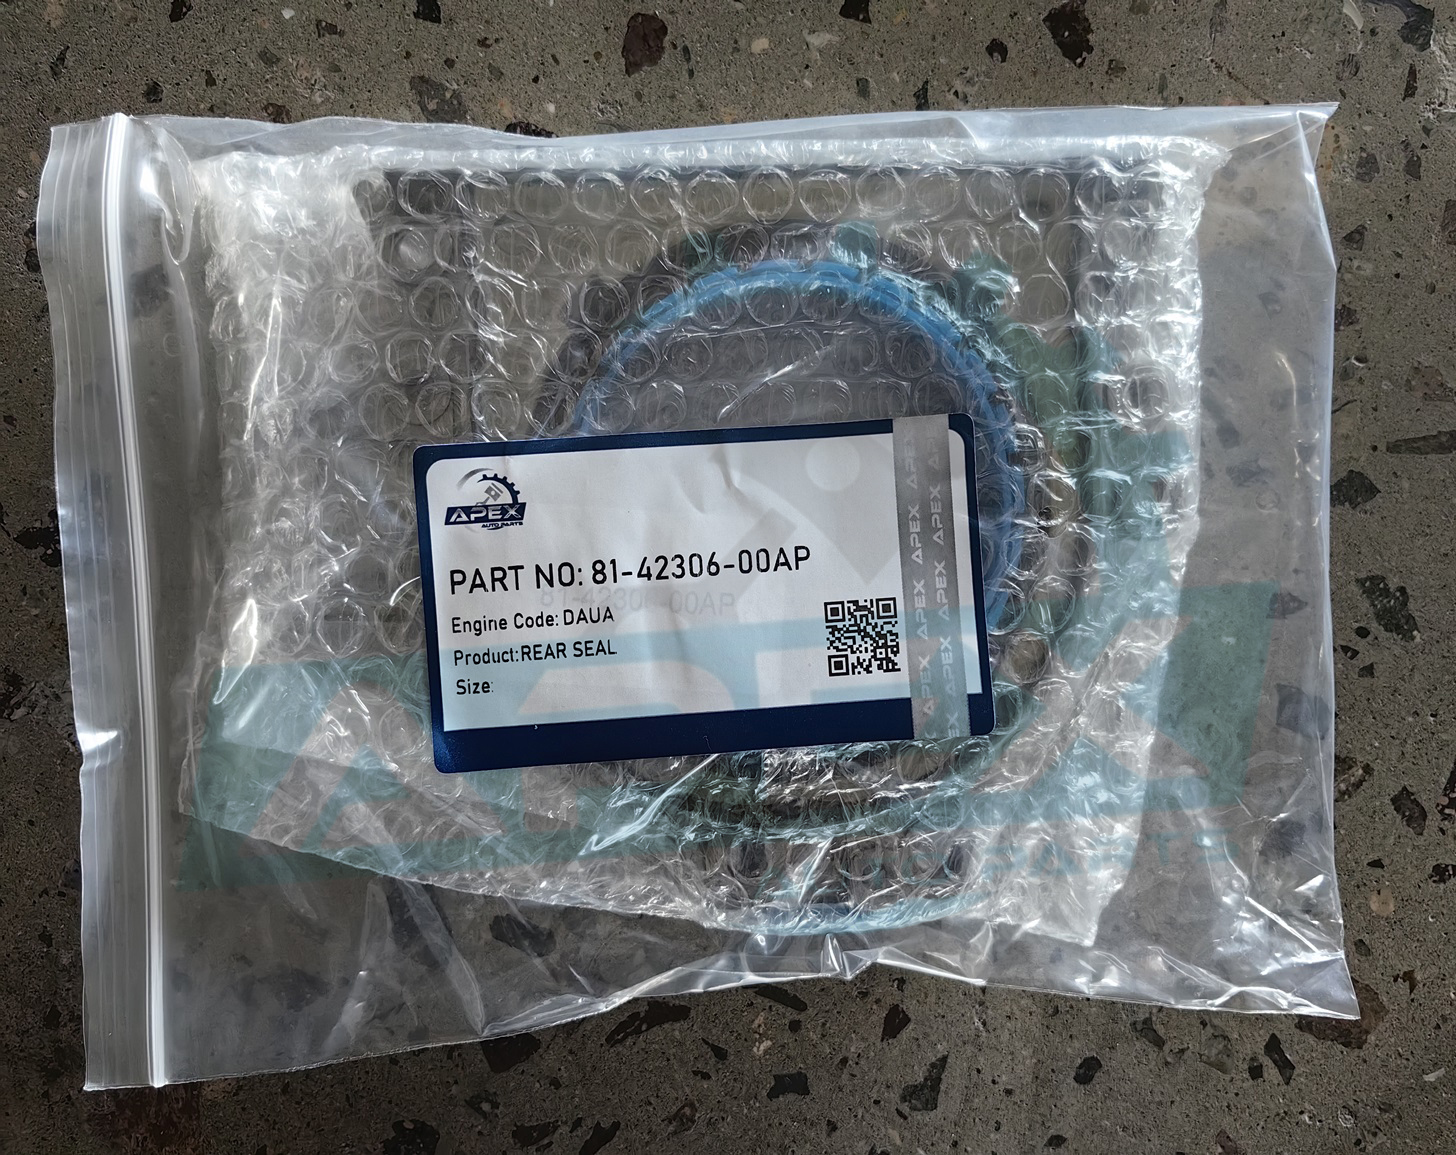 APEX
AUTO PARTS
PART NO: 81-42306-00AP
Engine Code: DAUA
Product:REAR SEAL
Size:
APEX APEX APEX
APEX APEX APEX
APEX